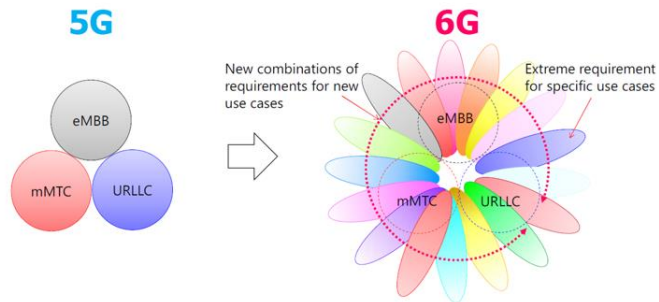 5G
6G
New combinations of
requirements for new
use cases
Extreme requirement
for specific use cases
eMBB
mMTC
URLLC
eMBB
mMTC
URLLC